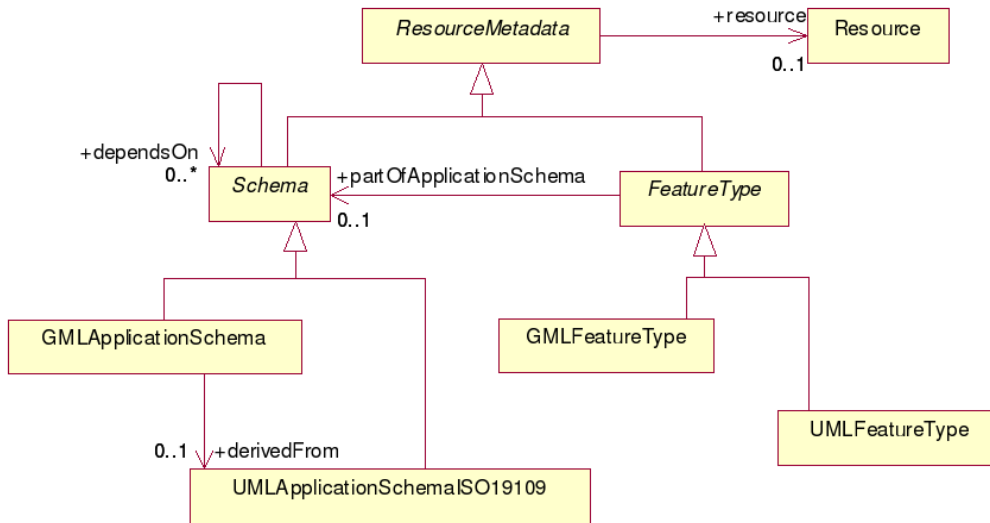 ResourceMetadata
+resource
0..1
Resource
+dependsOn
0..*
Schema
+partOfApplicationSchema
0..1
FeatureType
GMLApplicationSchema
GMLFeatureType
UMLFeatureType
0..1
+derivedFrom
UMLApplicationSchemaISO19109